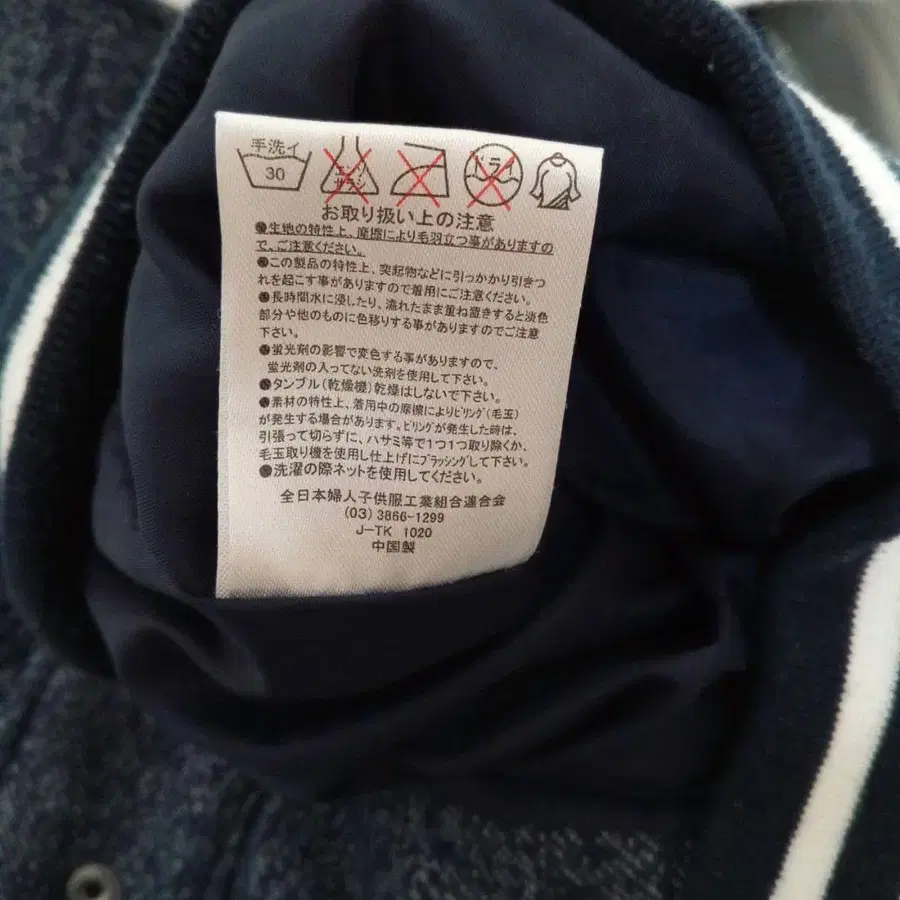 手洗イ
30
エンソ
サラシ
ドライ
お取り扱い上の注意
●生地の特性上、摩擦により毛羽立つ事がありますの
で、ご注意ください。
●この製品の特性上、突起物などに引っかかり引きつ
れを起こす事がありますので着用にご注意ください。
●長時間水に浸したり、濡れたまま重ね置きすると淡色
部分や他のものに色移りする事がありますのでご注意
下さい。
●蛍光剤の影響で変色する事がありますので、
蛍光剤の入ってない洗剤を使用して下さい。
●タンブル(乾燥機)乾燥はしないで下さい。
●素材の特性上、着用中の摩擦によりピリング(毛玉)
が発生する場合があります。ピリングが発生した時は、
引張って切らずに、ハサミ等で1つ1つ取り除くか、
毛玉取り機を使用し仕上げにブラッシングして下さい。
●洗濯の際ネットを使用してください。
全日本婦人子供服工業組合連合会
(03) 3866-1299
J-TK 1020
中国製